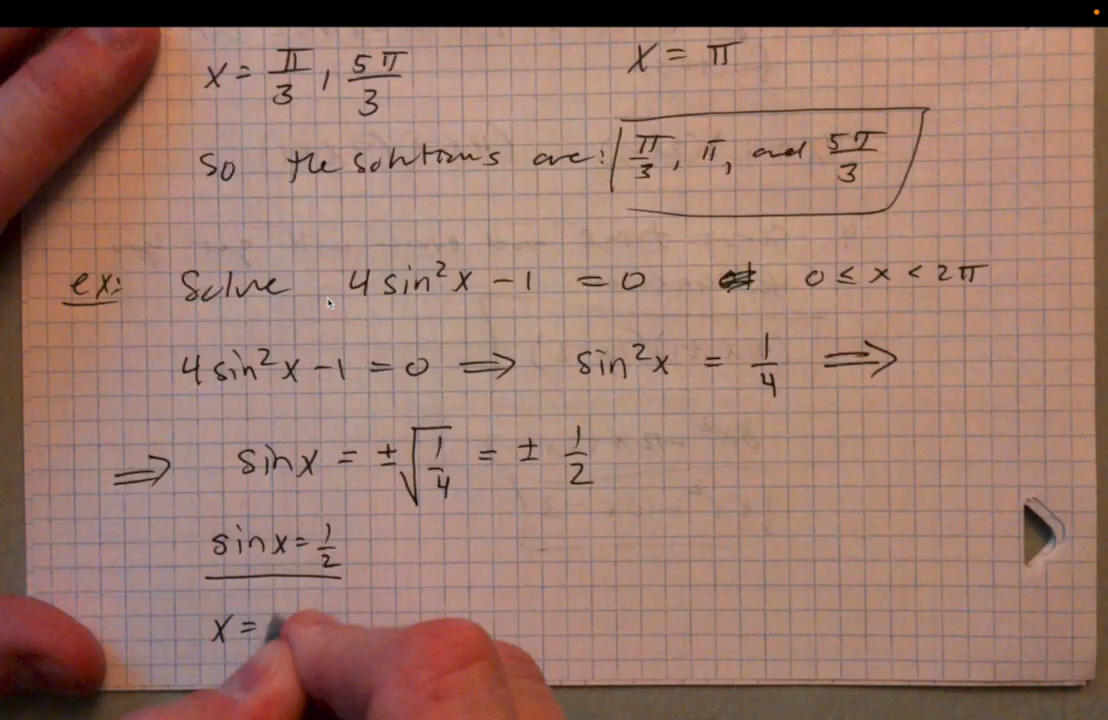 x = π/3, 5π/3    x = π
So the solutions are: π/3, π, and 5π/3
ex: Solve 4 sin²x - 1 = 0    0 ≤ x < 2π
4 sin²x - 1 = 0 ⟹ sin²x = 1/4 ⟹
⟹ sin x = ±√(1/4) = ± 1/2
sin x = 1/2
x =